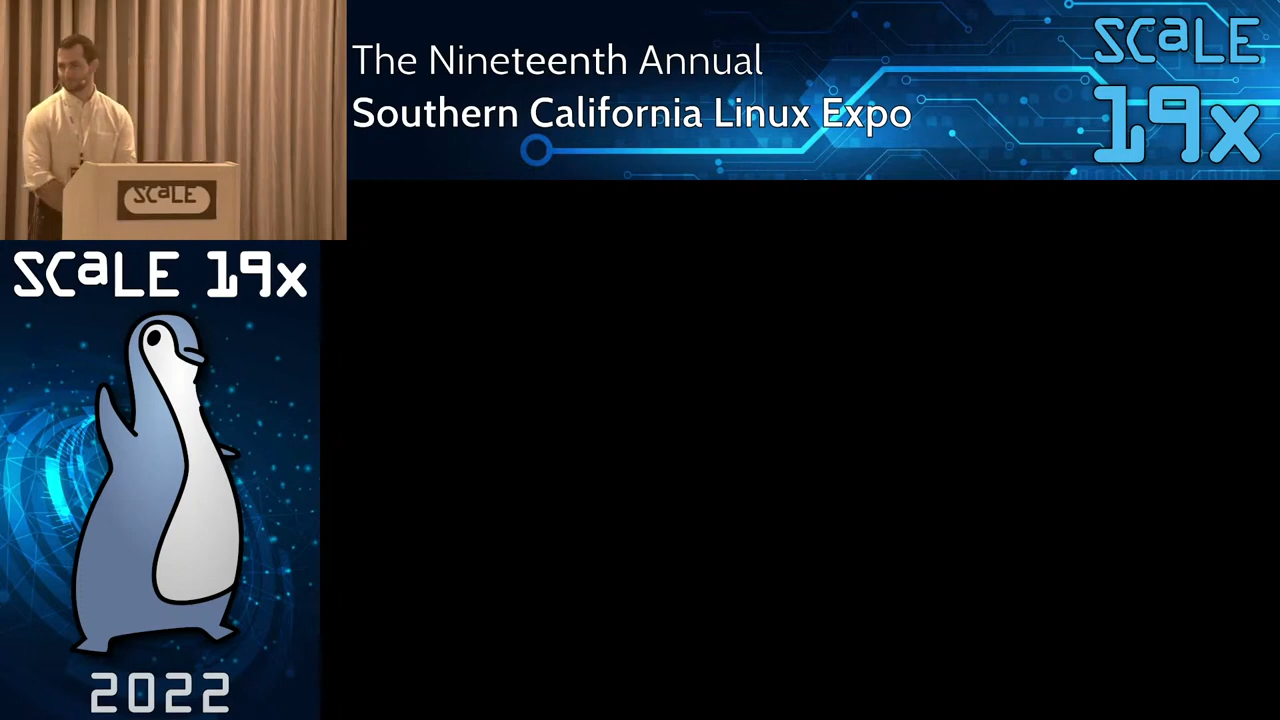 The Nineteenth Annual
Southern California Linux Expo
SCaLE
19x
SCaLE
SCaLE 19x
2022